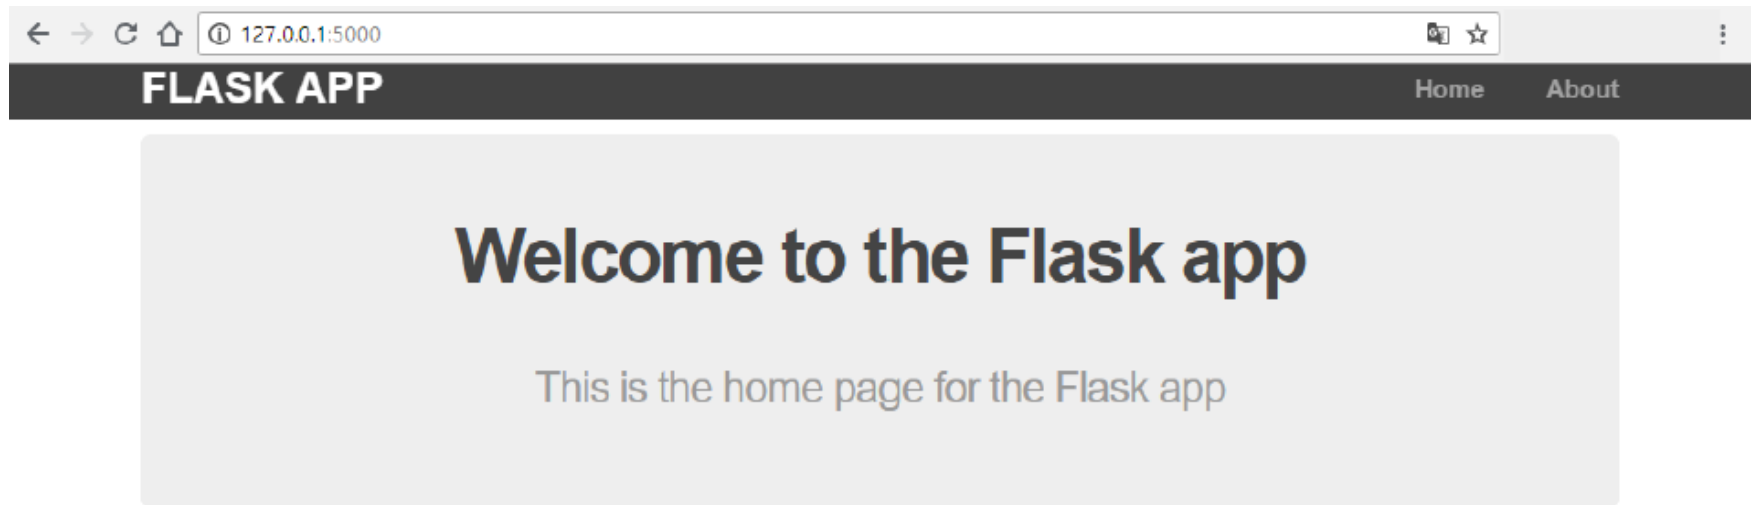 127.0.0.1:5000
FLASK APP Home About
Welcome to the Flask app
This is the home page for the Flask app